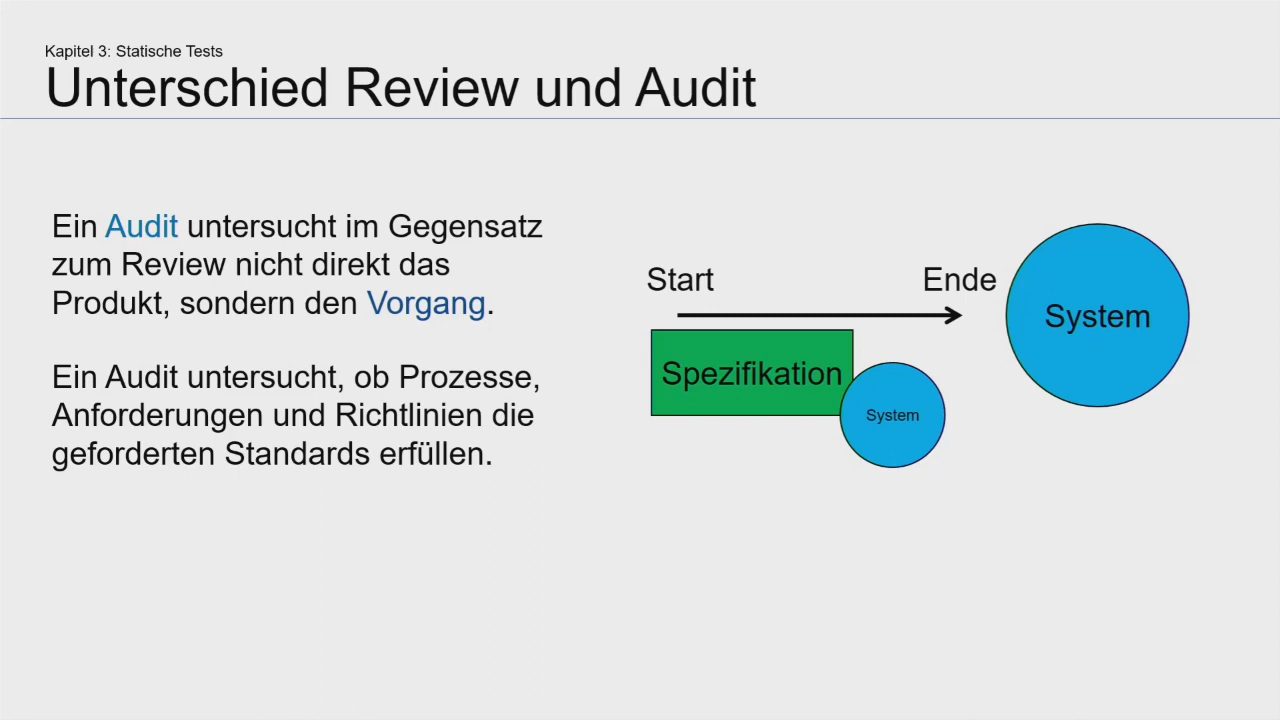 Kapitel 3: Statische Tests
Unterschied Review und Audit
Ein Audit untersucht im Gegensatz
zum Review nicht direkt das
Produkt, sondern den Vorgang.
Ein Audit untersucht, ob Prozesse,
Anforderungen und Richtlinien die
geforderten Standards erfüllen.
Start
Ende
System
Spezifikation
System